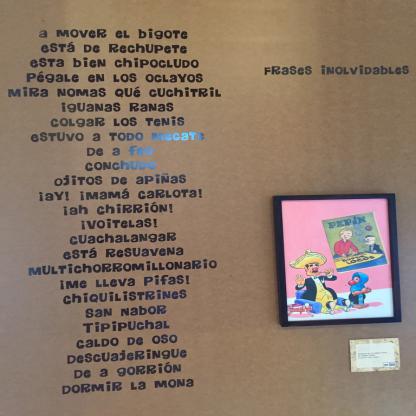 A MOVER EL BIGOTE
ESTÁ DE RECHUPETE
ESTA BIEN CHIPOCLUDO
PÉGALE EN LOS OCLAYOS
MIRA NOMAS QUÉ CUCHITRIL
IGUANAS RANAS
COLGAR LOS TENIS
ESTUVO A TODO MECATE
DE A FEO
CONCHUDO
OJITOS DE APIÑAS
¡AY! ¡MAMÁ CARLOTA!
¡AH CHIRRIÓN!
¡VOITELAS!
CUACHALANGAR
ESTÁ RESUAVENA
MULTICHORROMILLONARIO
¡ME LLEVA PIFAS!
CHIQUILISTRINES
SAN NABOR
TIPIPUCHAL
CALDO DE OSO
DESCUAJERINGUE
DE A GORRIÓN
DORMIR LA MONA
FRASES INOLVIDABLES
PEPÍN
LOCOS